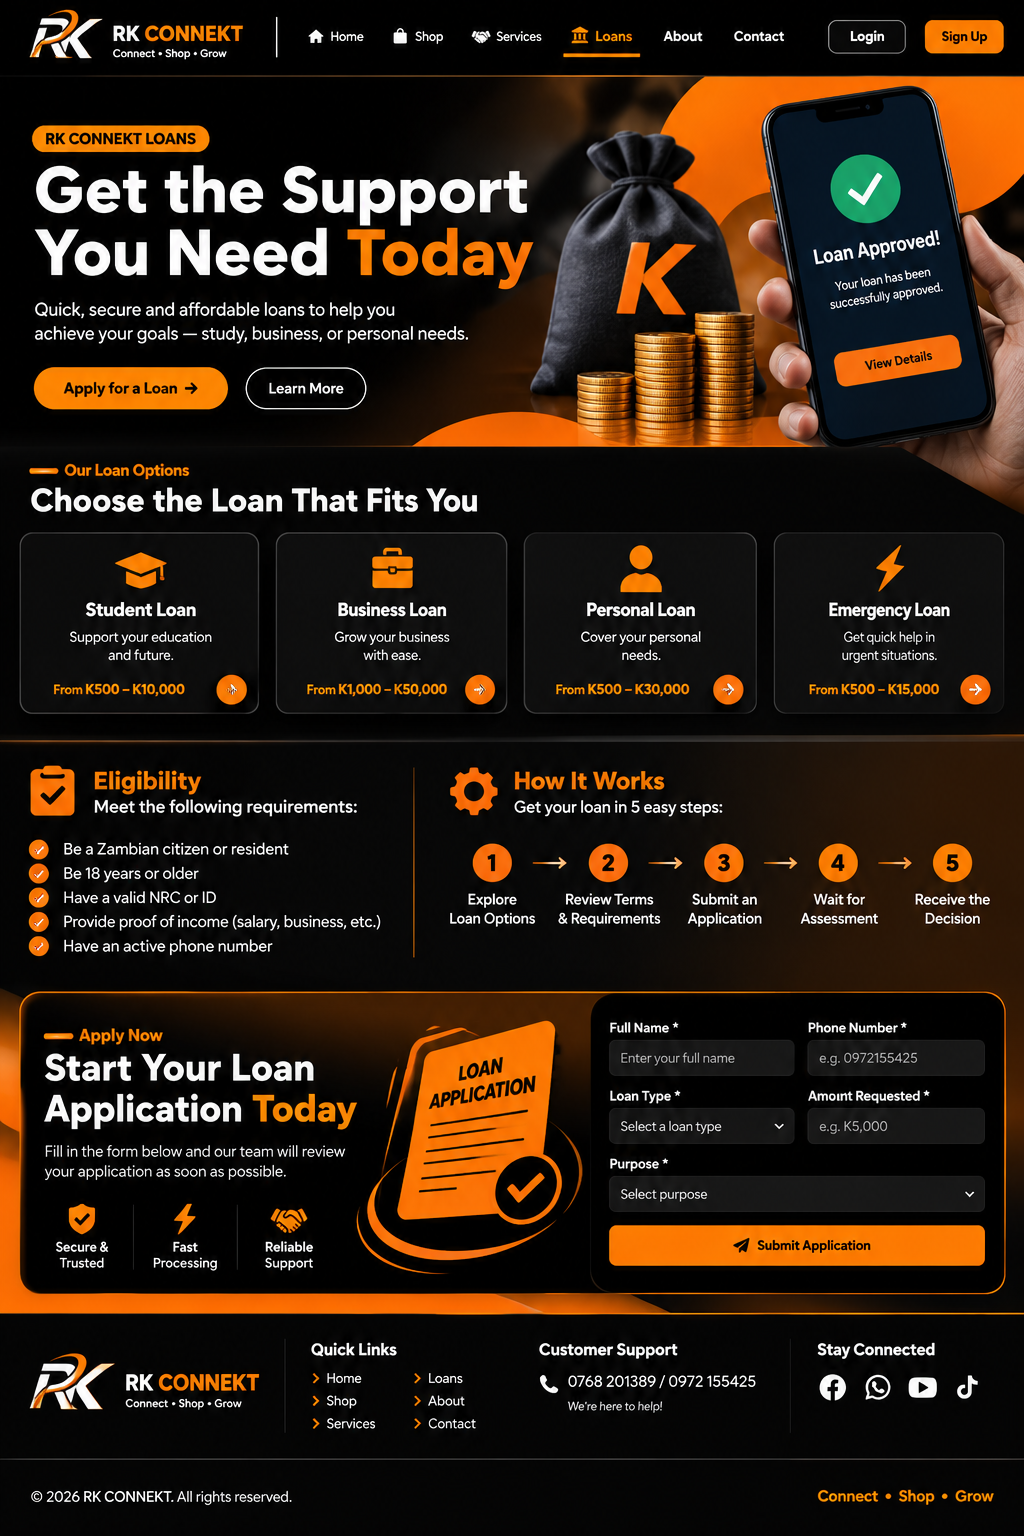 RK
RK CONNEKT
Connect • Shop • Grow
Home
Shop
Services
Loans
About
Contact
Login
Sign Up
RK CONNEKT LOANS
Get the Support
You Need Today
Quick, secure and affordable loans to help you
achieve your goals — study, business, or personal needs.
Apply for a Loan →
Learn More
K
Loan Approved!
Your loan has been
successfully approved.
View Details
Our Loan Options
Choose the Loan That Fits You
Student Loan
Support your education
and future.
From K500 – K10,000
Business Loan
Grow your business
with ease.
From K1,000 – K50,000
Personal Loan
Cover your personal
needs.
From K500 – K30,000
Emergency Loan
Get quick help in
urgent situations.
From K500 – K15,000
Eligibility
Meet the following requirements:
Be a Zambian citizen or resident
Be 18 years or older
Have a valid NRC or ID
Provide proof of income (salary, business, etc.)
Have an active phone number
How It Works
Get your loan in 5 easy steps:
1
Explore
Loan Options
2
Review Terms
& Requirements
3
Submit an
Application
4
Wait for
Assessment
5
Receive the
Decision
Apply Now
Start Your Loan
Application Today
Fill in the form below and our team will review
your application as soon as possible.
Secure &
Trusted
Fast
Processing
Reliable
Support
LOAN
APPLICATION
Full Name *
Enter your full name
Phone Number *
e.g. 0972155425
Loan Type *
Select a loan type
Amount Requested *
e.g. K5,000
Purpose *
Select purpose
Submit Application
RK
RK CONNEKT
Connect • Shop • Grow
Quick Links
Home
Shop
Services
Loans
About
Contact
Customer Support
0768 201389 / 0972 155425
We're here to help!
Stay Connected
© 2026 RK CONNEKT. All rights reserved.
Connect • Shop • Grow